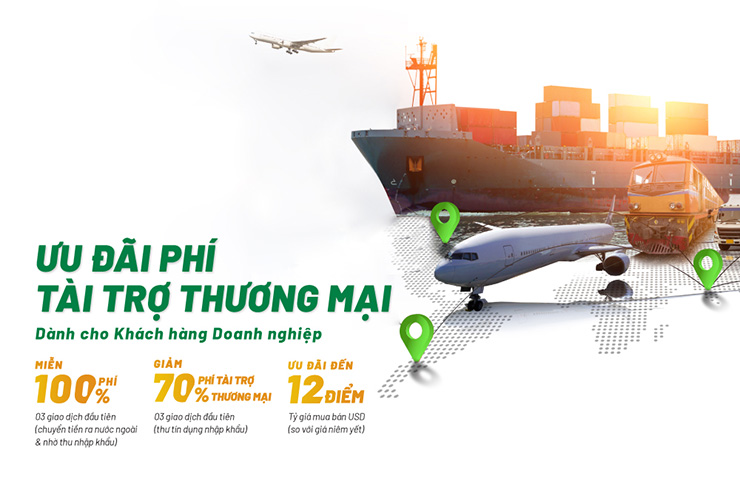 ƯU ĐÃI PHÍ
TÀI TRỢ THƯƠNG MẠI
Dành cho Khách hàng Doanh nghiệp
MIỄN
100% PHÍ
03 giao dịch đầu tiên
(chuyển tiền ra nước ngoài
& nhờ thu nhập khẩu)
GIẢM
70% PHÍ TÀI TRỢ
THƯƠNG MẠI
03 giao dịch đầu tiên
(thư tín dụng nhập khẩu)
ƯU ĐÃI ĐẾN
12 ĐIỂM
Tỷ giá mua bán USD
(so với giá niêm yết)